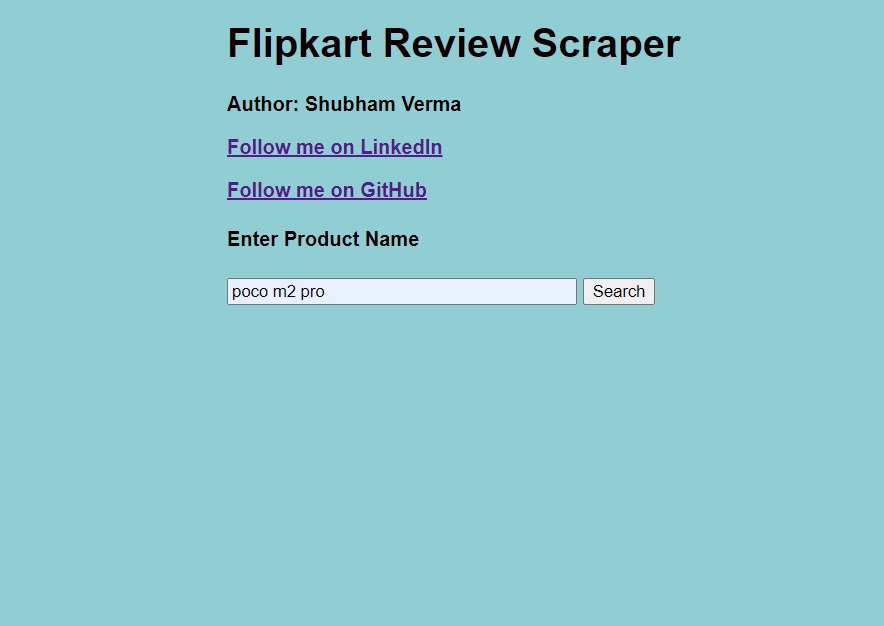 Flipkart Review Scraper
Author: Shubham Verma
Follow me on LinkedIn
Follow me on GitHub
Enter Product Name
poco m2 pro Search